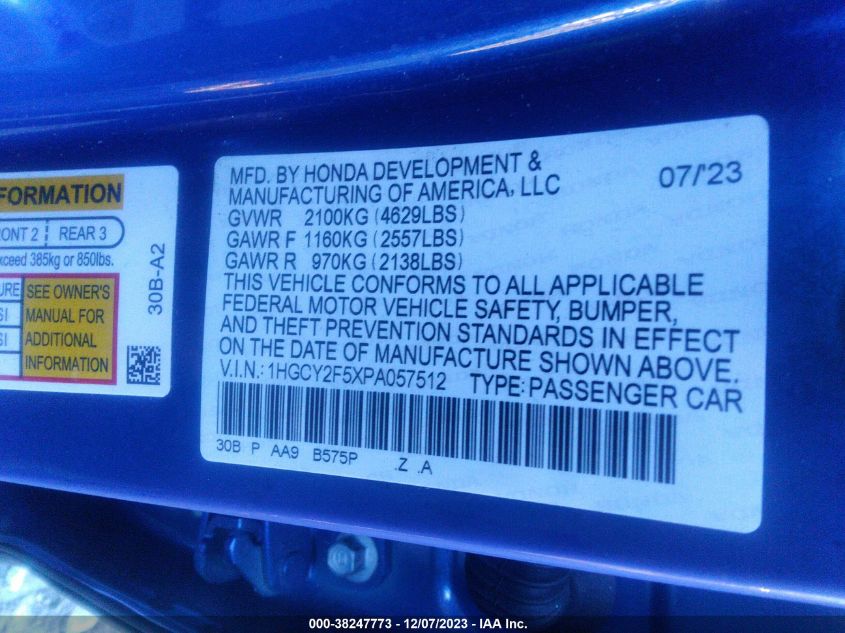 FORMATION
RONT 2 REAR 3
xceed 385kg or 850lbs.
URE SEE OWNER'S
SI MANUAL FOR
SI ADDITIONAL
INFORMATION
30B-A2
MFD. BY HONDA DEVELOPMENT & 07/'23
MANUFACTURING OF AMERICA, LLC
GVWR 2100KG (4629LBS)
GAWR F 1160KG (2557LBS)
GAWR R 970KG (2138LBS)
THIS VEHICLE CONFORMS TO ALL APPLICABLE
FEDERAL MOTOR VEHICLE SAFETY, BUMPER,
AND THEFT PREVENTION STANDARDS IN EFFECT
ON THE DATE OF MANUFACTURE SHOWN ABOVE.
V.I.N.: 1HGCY2F5XPA057512 TYPE: PASSENGER CAR
30B P AA9 B575P .Z .A
000-38247773 - 12/07/2023 - IAA Inc.